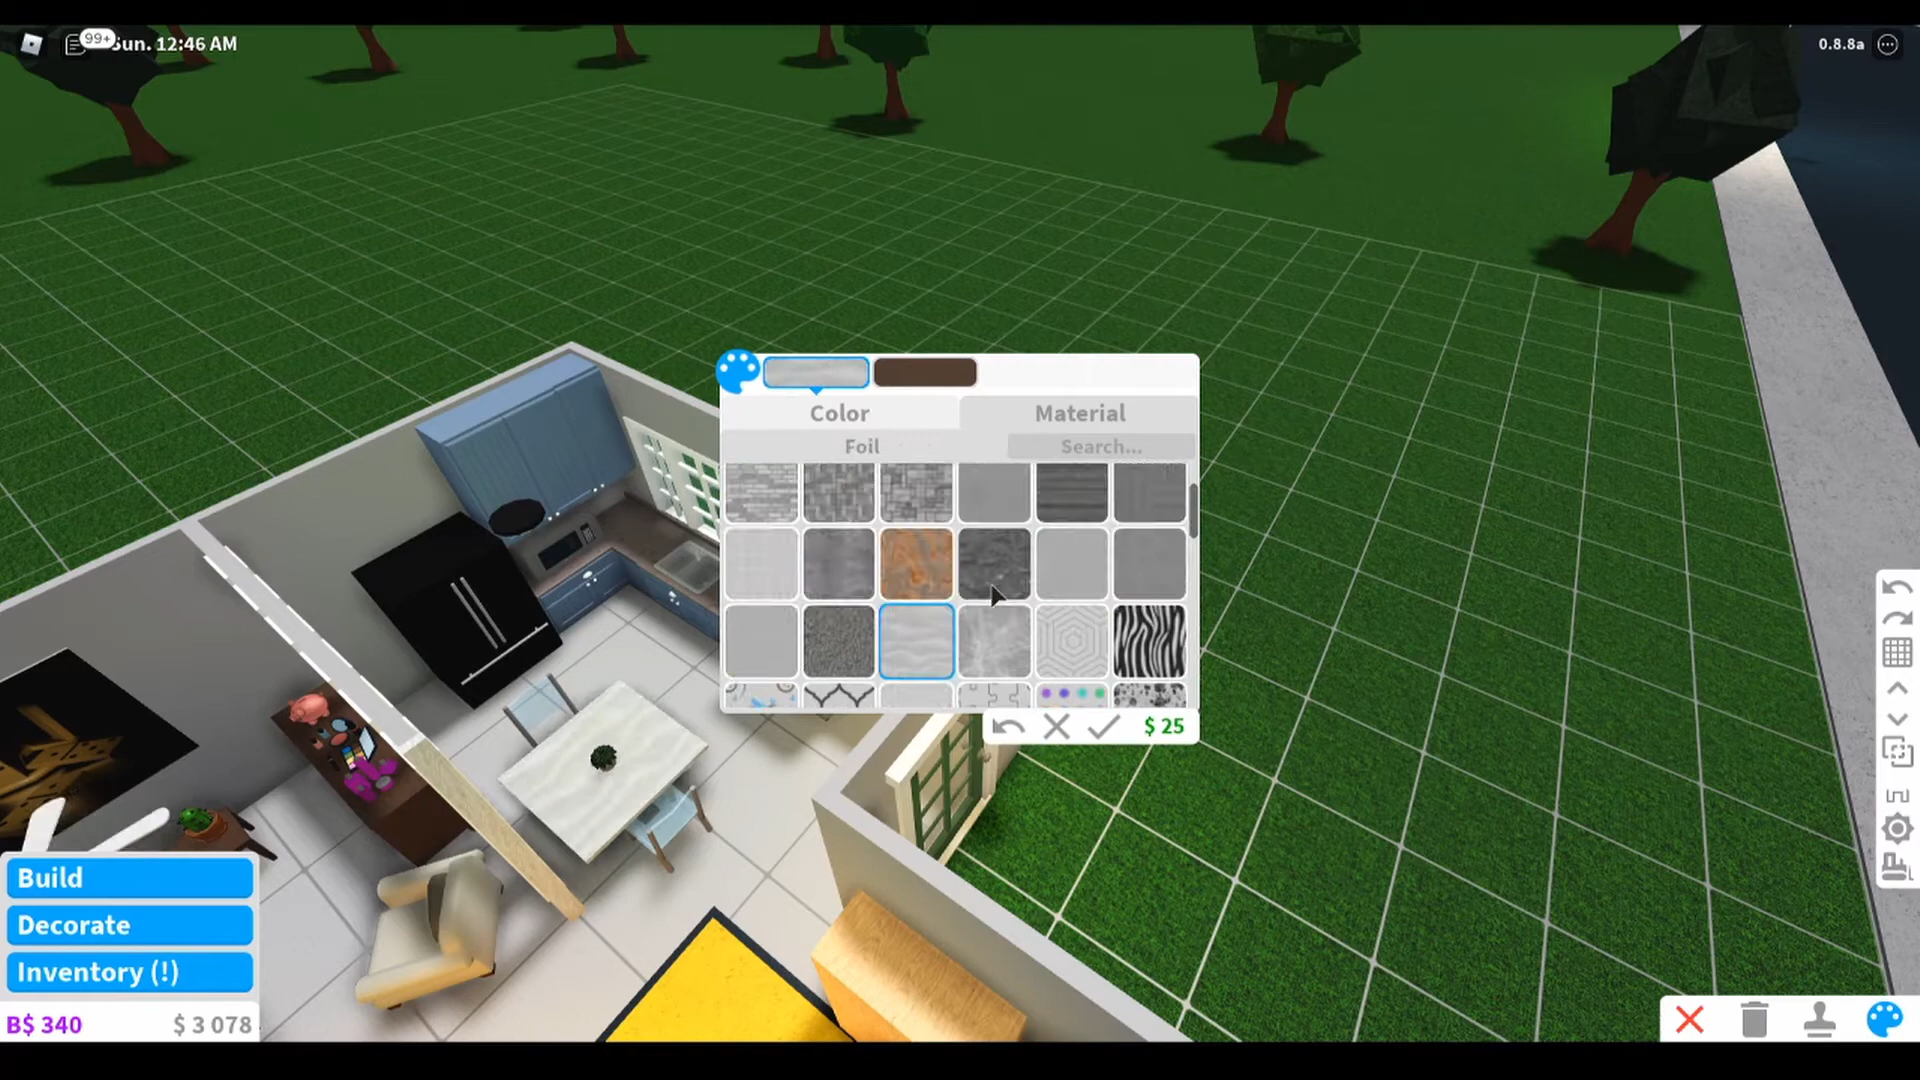 99+
Sun. 12:46 AM
0.8.8a
Color
Material
Foil
Search...
$ 25
Build
Decorate
Inventory (!)
B$ 340
$ 3 078